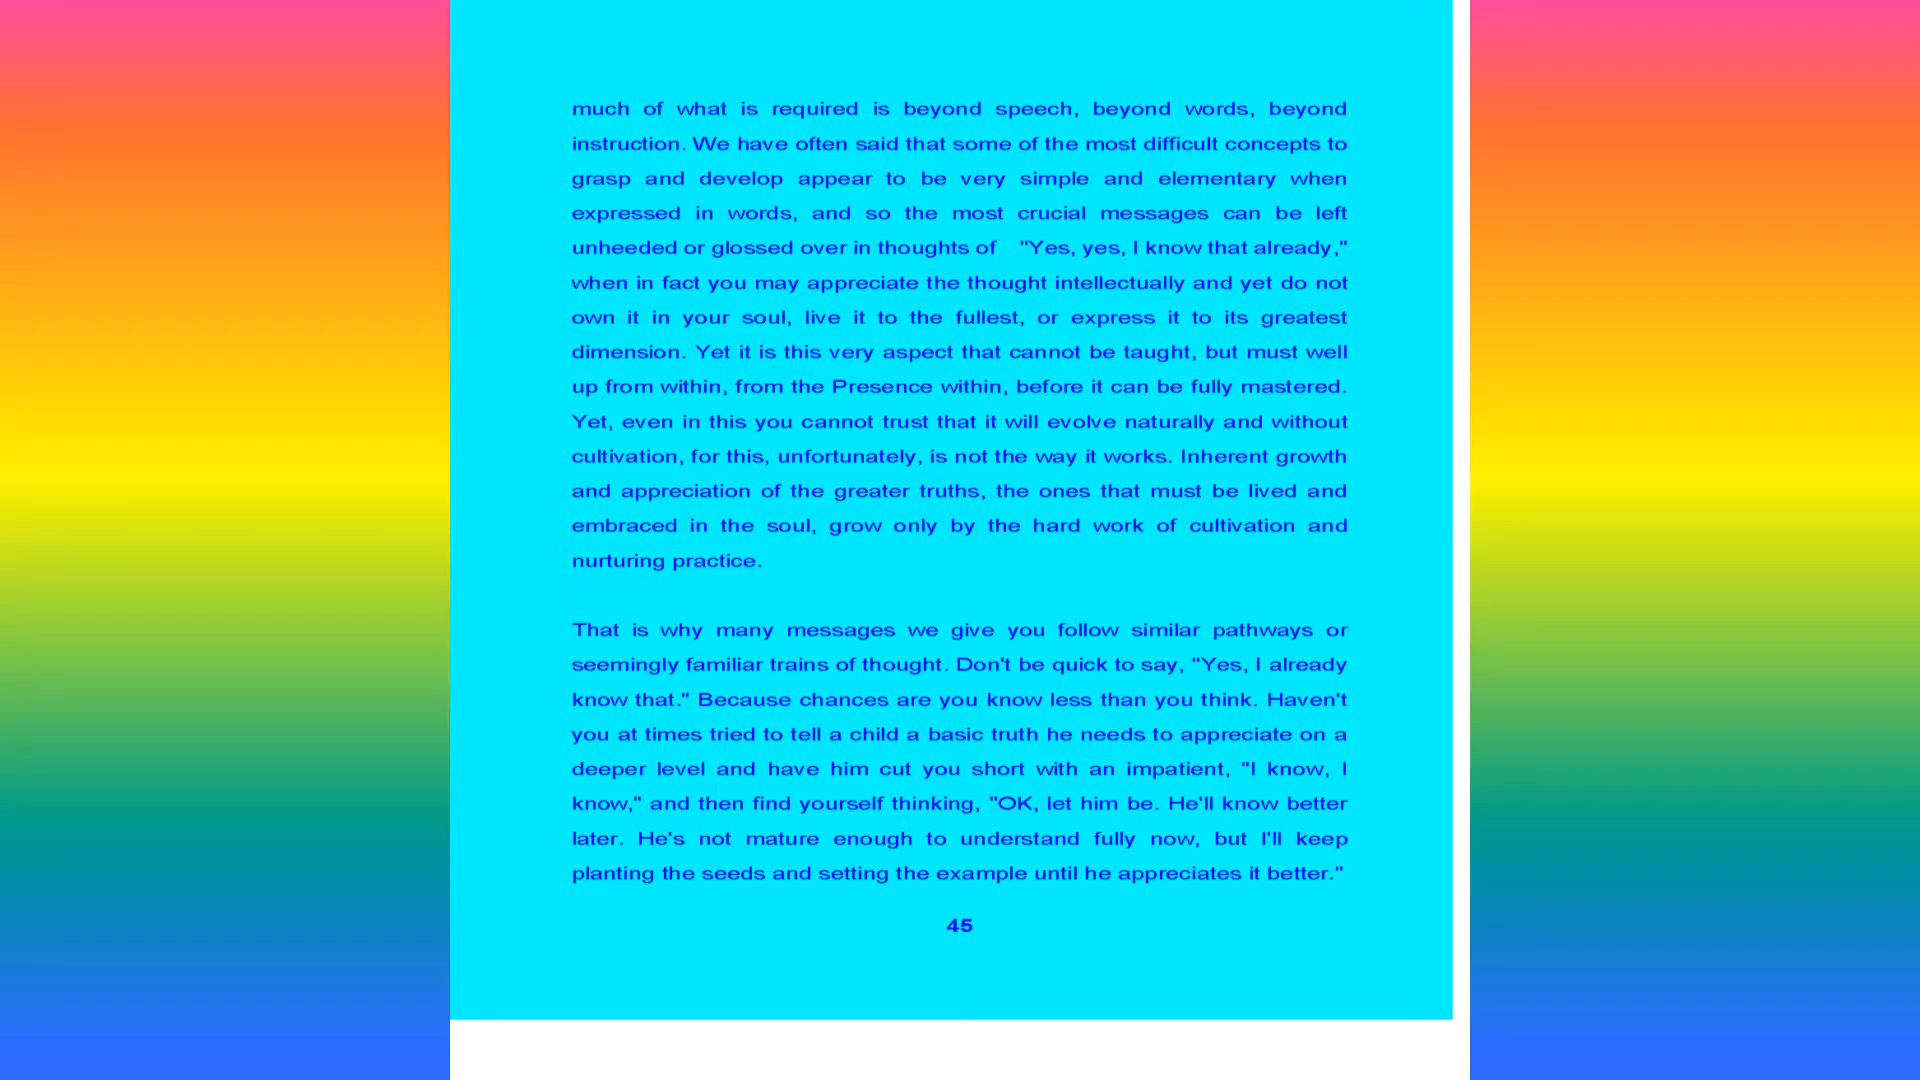 much of what is required is beyond speech, beyond words, beyond
instruction. We have often said that some of the most difficult concepts to
grasp and develop appear to be very simple and elementary when
expressed in words, and so the most crucial messages can be left
unheeded or glossed over in thoughts of "Yes, yes, I know that already,"
when in fact you may appreciate the thought intellectually and yet do not
own it in your soul, live it to the fullest, or express it to its greatest
dimension. Yet it is this very aspect that cannot be taught, but must well
up from within, from the Presence within, before it can be fully mastered.
Yet, even in this you cannot trust that it will evolve naturally and without
cultivation, for this, unfortunately, is not the way it works. Inherent growth
and appreciation of the greater truths, the ones that must be lived and
embraced in the soul, grow only by the hard work of cultivation and
nurturing practice.
That is why many messages we give you follow similar pathways or
seemingly familiar trains of thought. Don't be quick to say, "Yes, I already
know that." Because chances are you know less than you think. Haven't
you at times tried to tell a child a basic truth he needs to appreciate on a
deeper level and have him cut you short with an impatient, "I know, I
know," and then find yourself thinking, "OK, let him be. He'll know better
later. He's not mature enough to understand fully now, but I'll keep
planting the seeds and setting the example until he appreciates it better."
45